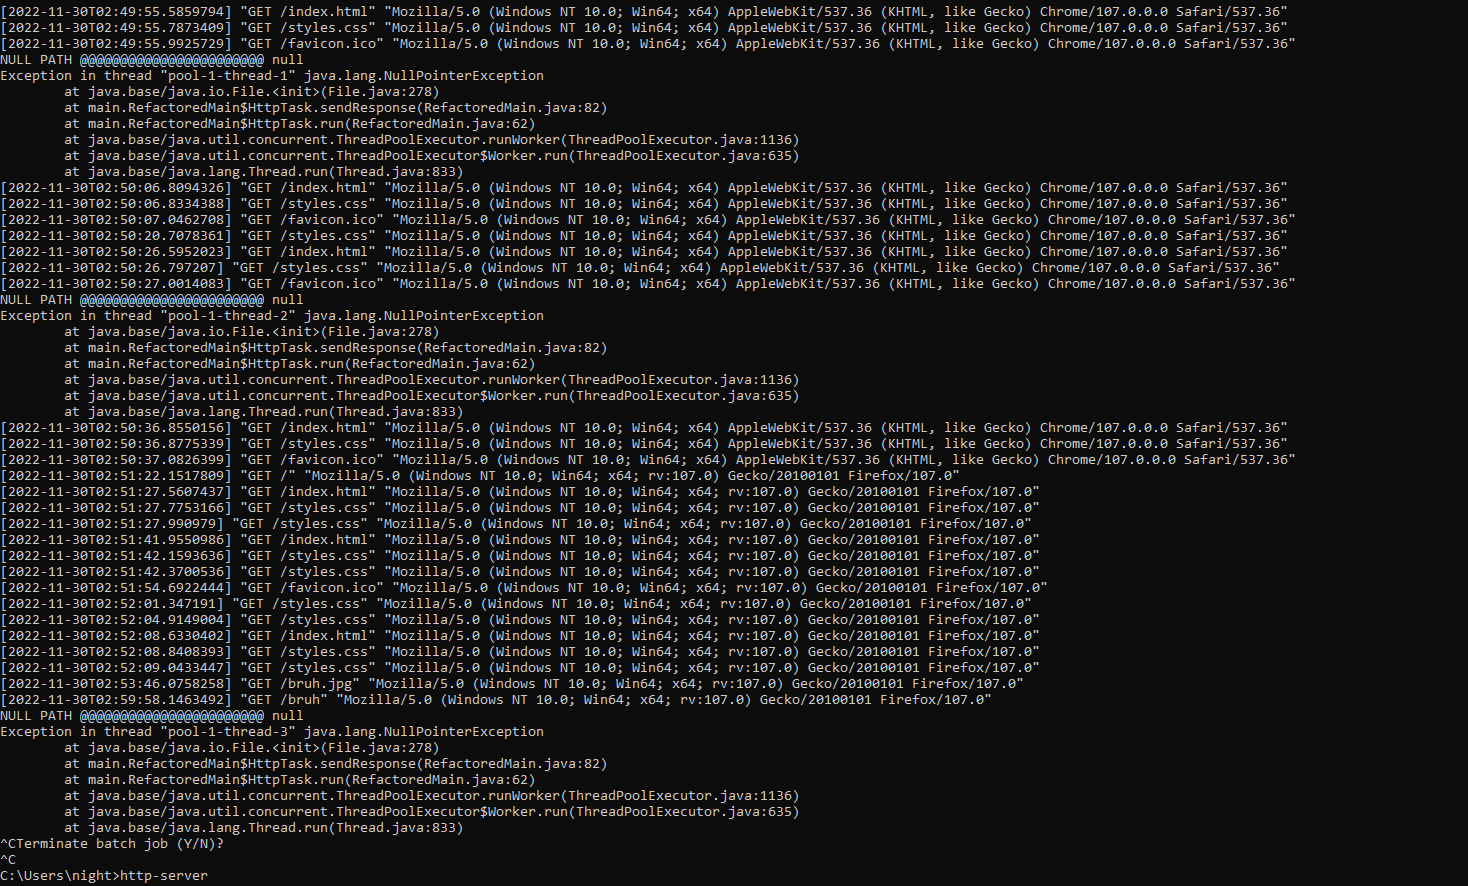 [2022-11-30T02:49:55.5859794] "GET /index.html" "Mozilla/5.0 (Windows NT 10.0; Win64; x64) AppleWebKit/537.36 (KHTML, like Gecko) Chrome/107.0.0.0 Safari/537.36"
[2022-11-30T02:49:55.7873409] "GET /styles.css" "Mozilla/5.0 (Windows NT 10.0; Win64; x64) AppleWebKit/537.36 (KHTML, like Gecko) Chrome/107.0.0.0 Safari/537.36"
[2022-11-30T02:49:55.9925729] "GET /favicon.ico" "Mozilla/5.0 (Windows NT 10.0; Win64; x64) AppleWebKit/537.36 (KHTML, like Gecko) Chrome/107.0.0.0 Safari/537.36"
NULL PATH @@@@@@@@@@@@@@@@@@@@@@@ null
Exception in thread "pool-1-thread-1" java.lang.NullPointerException
        at java.base/java.io.File.<init>(File.java:278)
        at main.RefactoredMain$HttpTask.sendResponse(RefactoredMain.java:82)
        at main.RefactoredMain$HttpTask.run(RefactoredMain.java:62)
        at java.base/java.util.concurrent.ThreadPoolExecutor.runWorker(ThreadPoolExecutor.java:1136)
        at java.base/java.util.concurrent.ThreadPoolExecutor$Worker.run(ThreadPoolExecutor.java:635)
        at java.base/java.lang.Thread.run(Thread.java:833)
[2022-11-30T02:50:06.8094326] "GET /index.html" "Mozilla/5.0 (Windows NT 10.0; Win64; x64) AppleWebKit/537.36 (KHTML, like Gecko) Chrome/107.0.0.0 Safari/537.36"
[2022-11-30T02:50:06.8334388] "GET /styles.css" "Mozilla/5.0 (Windows NT 10.0; Win64; x64) AppleWebKit/537.36 (KHTML, like Gecko) Chrome/107.0.0.0 Safari/537.36"
[2022-11-30T02:50:07.0462708] "GET /favicon.ico" "Mozilla/5.0 (Windows NT 10.0; Win64; x64) AppleWebKit/537.36 (KHTML, like Gecko) Chrome/107.0.0.0 Safari/537.36"
[2022-11-30T02:50:20.7078361] "GET /styles.css" "Mozilla/5.0 (Windows NT 10.0; Win64; x64) AppleWebKit/537.36 (KHTML, like Gecko) Chrome/107.0.0.0 Safari/537.36"
[2022-11-30T02:50:26.5952023] "GET /index.html" "Mozilla/5.0 (Windows NT 10.0; Win64; x64) AppleWebKit/537.36 (KHTML, like Gecko) Chrome/107.0.0.0 Safari/537.36"
[2022-11-30T02:50:26.797207] "GET /styles.css" "Mozilla/5.0 (Windows NT 10.0; Win64; x64) AppleWebKit/537.36 (KHTML, like Gecko) Chrome/107.0.0.0 Safari/537.36"
[2022-11-30T02:50:27.0014083] "GET /favicon.ico" "Mozilla/5.0 (Windows NT 10.0; Win64; x64) AppleWebKit/537.36 (KHTML, like Gecko) Chrome/107.0.0.0 Safari/537.36"
NULL PATH @@@@@@@@@@@@@@@@@@@@@@@ null
Exception in thread "pool-1-thread-2" java.lang.NullPointerException
        at java.base/java.io.File.<init>(File.java:278)
        at main.RefactoredMain$HttpTask.sendResponse(RefactoredMain.java:82)
        at main.RefactoredMain$HttpTask.run(RefactoredMain.java:62)
        at java.base/java.util.concurrent.ThreadPoolExecutor.runWorker(ThreadPoolExecutor.java:1136)
        at java.base/java.util.concurrent.ThreadPoolExecutor$Worker.run(ThreadPoolExecutor.java:635)
        at java.base/java.lang.Thread.run(Thread.java:833)
[2022-11-30T02:50:36.8550156] "GET /index.html" "Mozilla/5.0 (Windows NT 10.0; Win64; x64) AppleWebKit/537.36 (KHTML, like Gecko) Chrome/107.0.0.0 Safari/537.36"
[2022-11-30T02:50:36.8775339] "GET /styles.css" "Mozilla/5.0 (Windows NT 10.0; Win64; x64) AppleWebKit/537.36 (KHTML, like Gecko) Chrome/107.0.0.0 Safari/537.36"
[2022-11-30T02:50:37.0826399] "GET /favicon.ico" "Mozilla/5.0 (Windows NT 10.0; Win64; x64) AppleWebKit/537.36 (KHTML, like Gecko) Chrome/107.0.0.0 Safari/537.36"
[2022-11-30T02:51:22.1517809] "GET /" "Mozilla/5.0 (Windows NT 10.0; Win64; x64; rv:107.0) Gecko/20100101 Firefox/107.0"
[2022-11-30T02:51:27.5607437] "GET /index.html" "Mozilla/5.0 (Windows NT 10.0; Win64; x64; rv:107.0) Gecko/20100101 Firefox/107.0"
[2022-11-30T02:51:27.7753166] "GET /styles.css" "Mozilla/5.0 (Windows NT 10.0; Win64; x64; rv:107.0) Gecko/20100101 Firefox/107.0"
[2022-11-30T02:51:27.990979] "GET /styles.css" "Mozilla/5.0 (Windows NT 10.0; Win64; x64; rv:107.0) Gecko/20100101 Firefox/107.0"
[2022-11-30T02:51:41.9550986] "GET /index.html" "Mozilla/5.0 (Windows NT 10.0; Win64; x64; rv:107.0) Gecko/20100101 Firefox/107.0"
[2022-11-30T02:51:42.1593636] "GET /styles.css" "Mozilla/5.0 (Windows NT 10.0; Win64; x64; rv:107.0) Gecko/20100101 Firefox/107.0"
[2022-11-30T02:51:42.3700536] "GET /styles.css" "Mozilla/5.0 (Windows NT 10.0; Win64; x64; rv:107.0) Gecko/20100101 Firefox/107.0"
[2022-11-30T02:51:54.6922444] "GET /favicon.ico" "Mozilla/5.0 (Windows NT 10.0; Win64; x64; rv:107.0) Gecko/20100101 Firefox/107.0"
[2022-11-30T02:52:01.347191] "GET /styles.css" "Mozilla/5.0 (Windows NT 10.0; Win64; x64; rv:107.0) Gecko/20100101 Firefox/107.0"
[2022-11-30T02:52:04.9149004] "GET /styles.css" "Mozilla/5.0 (Windows NT 10.0; Win64; x64; rv:107.0) Gecko/20100101 Firefox/107.0"
[2022-11-30T02:52:08.6330402] "GET /index.html" "Mozilla/5.0 (Windows NT 10.0; Win64; x64; rv:107.0) Gecko/20100101 Firefox/107.0"
[2022-11-30T02:52:08.8408393] "GET /styles.css" "Mozilla/5.0 (Windows NT 10.0; Win64; x64; rv:107.0) Gecko/20100101 Firefox/107.0"
[2022-11-30T02:52:09.0433447] "GET /styles.css" "Mozilla/5.0 (Windows NT 10.0; Win64; x64; rv:107.0) Gecko/20100101 Firefox/107.0"
[2022-11-30T02:53:46.0758258] "GET /bruh.jpg" "Mozilla/5.0 (Windows NT 10.0; Win64; x64; rv:107.0) Gecko/20100101 Firefox/107.0"
[2022-11-30T02:59:58.1463492] "GET /bruh" "Mozilla/5.0 (Windows NT 10.0; Win64; x64; rv:107.0) Gecko/20100101 Firefox/107.0"
NULL PATH @@@@@@@@@@@@@@@@@@@@@@@ null
Exception in thread "pool-1-thread-3" java.lang.NullPointerException
        at java.base/java.io.File.<init>(File.java:278)
        at main.RefactoredMain$HttpTask.sendResponse(RefactoredMain.java:82)
        at main.RefactoredMain$HttpTask.run(RefactoredMain.java:62)
        at java.base/java.util.concurrent.ThreadPoolExecutor.runWorker(ThreadPoolExecutor.java:1136)
        at java.base/java.util.concurrent.ThreadPoolExecutor$Worker.run(ThreadPoolExecutor.java:635)
        at java.base/java.lang.Thread.run(Thread.java:833)
^CTerminate batch job (Y/N)?
^C
C:\Users\night>http-server